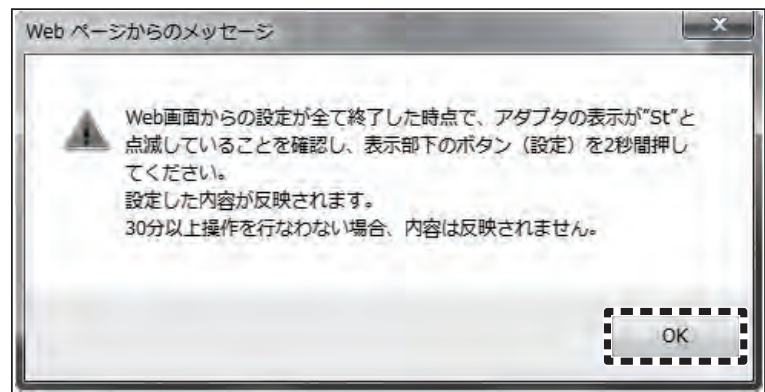 Web ページからのメッセージ
Web画面からの設定が全て終了した時点で、アダプタの表示が"St"と
点滅していることを確認し、表示部下のボタン（設定）を2秒間押し
てください。
設定した内容が反映されます。
30分以上操作を行なわない場合、内容は反映されません。
OK